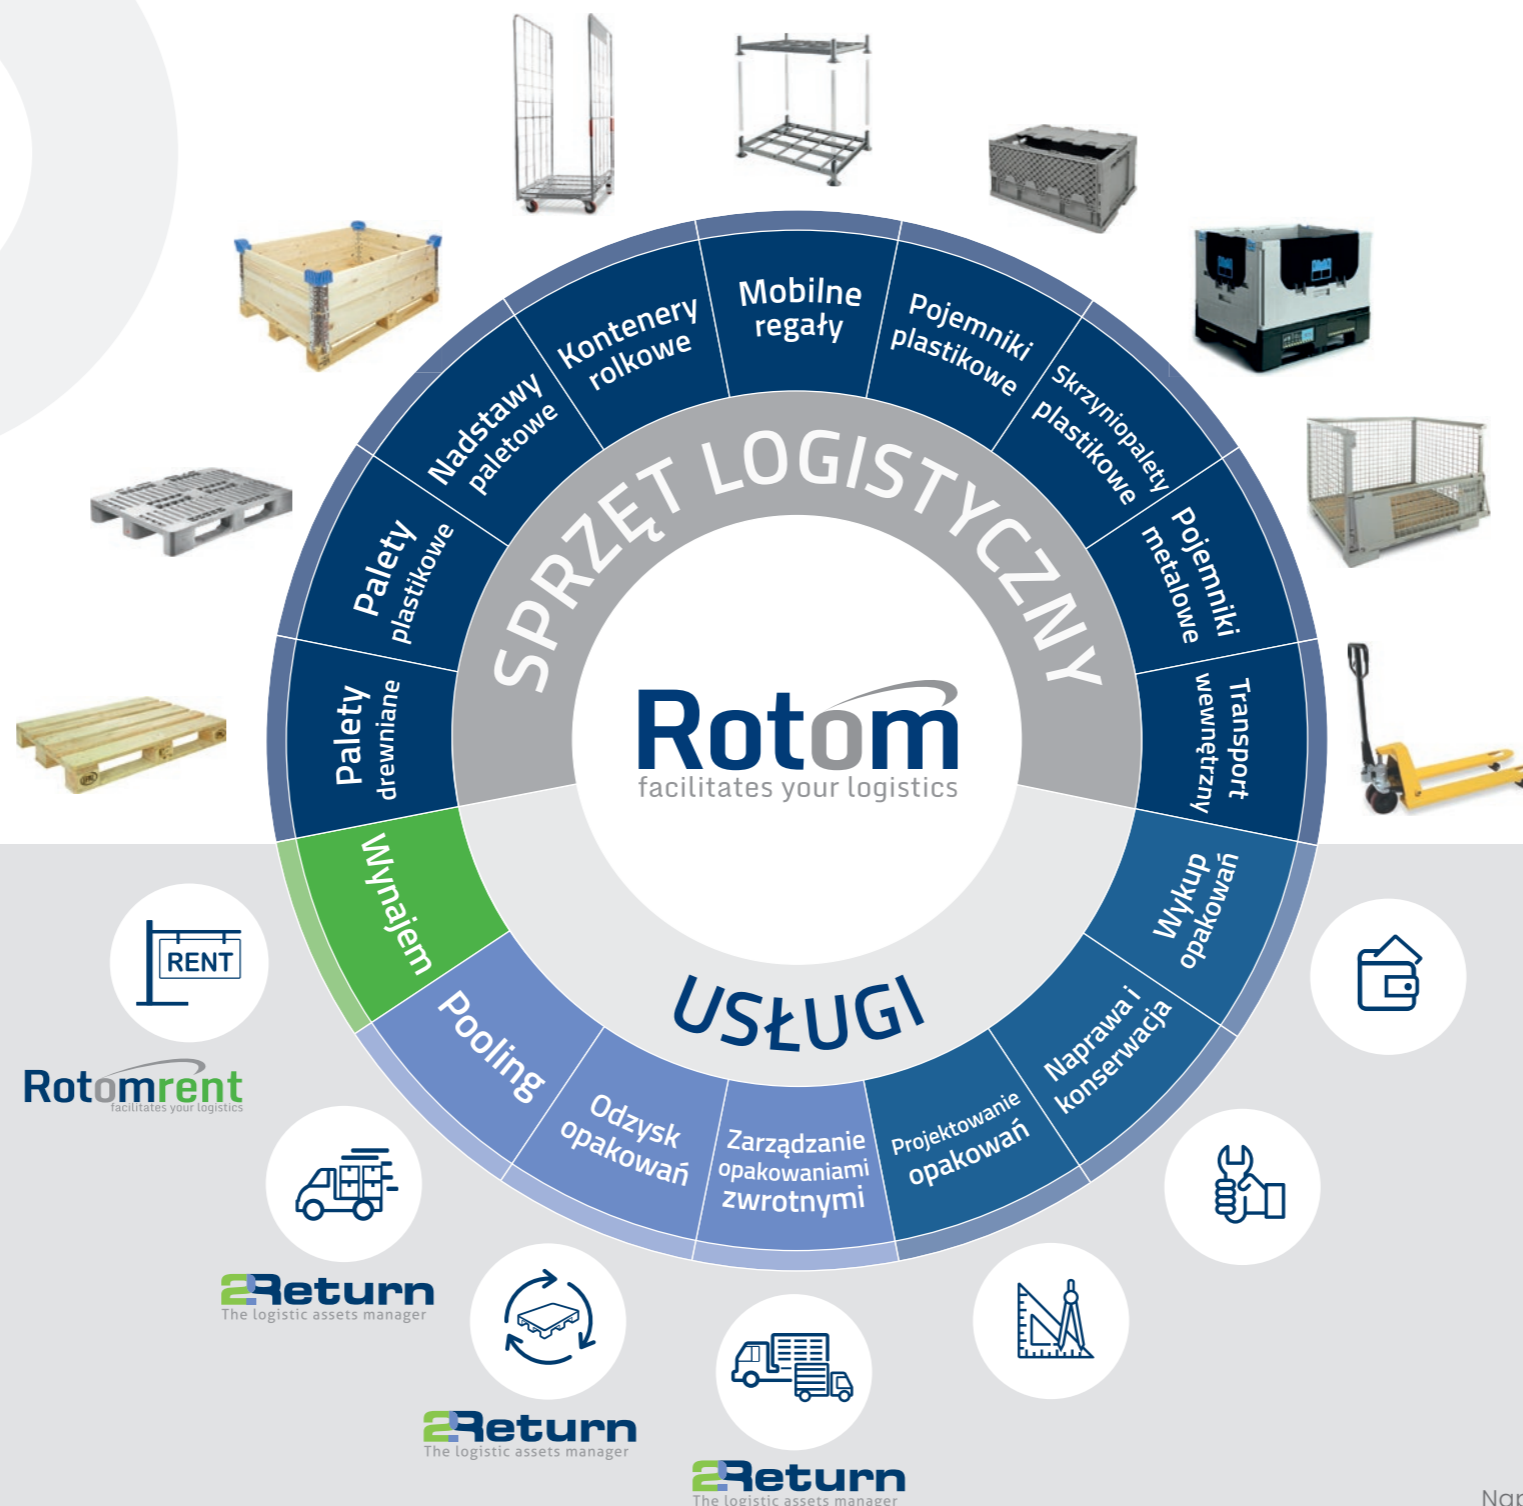 Mobilne
regały
Kontenery
rolkowe
Pojemniki
plastikowe
Nadstawy
paletowe
Skrzyniopalety
plastikowe
Palety
plastikowe
Pojemniki
metalowe
Palety
drewniane
Transport
wewnętrzny
SPRZĘT LOGISTYCZNY
Rotom
facilitates your logistics
USŁUGI
Wynajem
Wykup
opakowań
Pooling
Naprawa i
konserwacja
Odzysk
opakowań
Zarządzanie
opakowaniami
zwrotnymi
Projektowanie
opakowań
RENT
Rotomrent
facilitates your logistics
2Return
The logistic assets manager
2Return
The logistic assets manager
2Return
The logistic assets manager